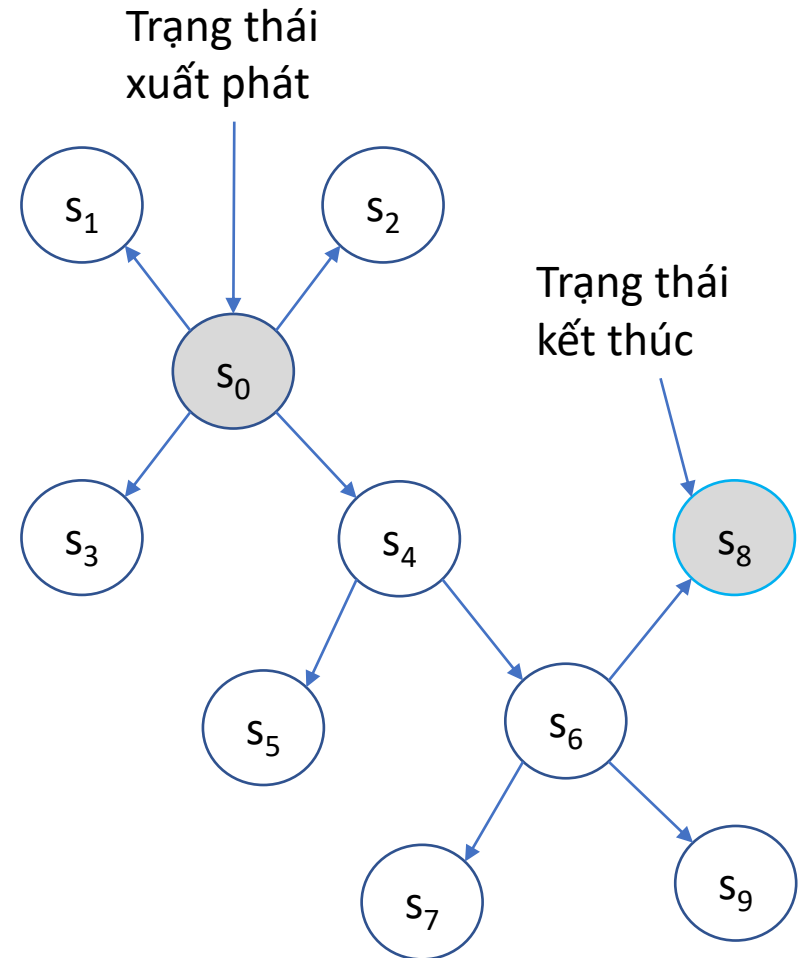 Trạng thái
xuất phát
s1
s2
Trạng thái
kết thúc
s0
s3
s4
s8
s5
s6
s7
s9